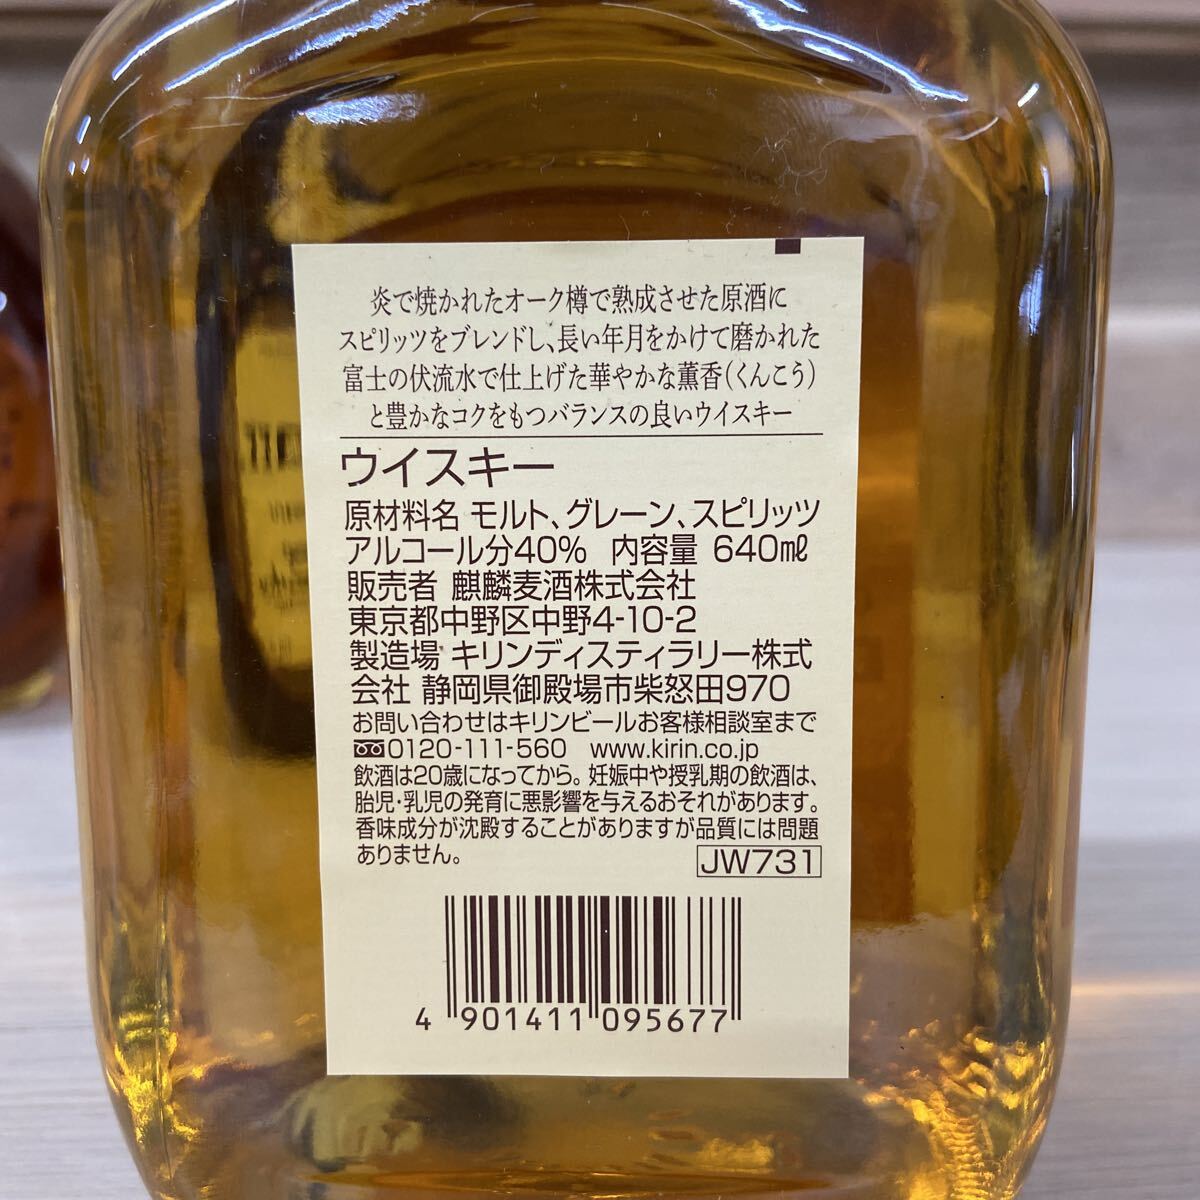 炎で焼かれたオーク樽で熟成させた原酒に
スピリッツをブレンドし、長い年月をかけて磨かれた
富士の伏流水で仕上げた華やかな薫香(くんこう)
と豊かなコクをもつバランスの良いウイスキー
ウイスキー
原材料名 モルト、グレーン、スピリッツ
アルコール分40% 内容量 640㎖
販売者 麒麟麦酒株式会社
東京都中野区中野4-10-2
製造場 キリンディスティラリー株式
会社 静岡県御殿場市柴怒田970
お問い合わせはキリンビールお客様相談室まで
0120-111-560 www.kirin.co.jp
飲酒は20歳になってから。妊娠中や授乳期の飲酒は、
胎児・乳児の発育に悪影響を与えるおそれがあります。
香味成分が沈殿することがありますが品質には問題
ありません。
JW731
4 901411 095677